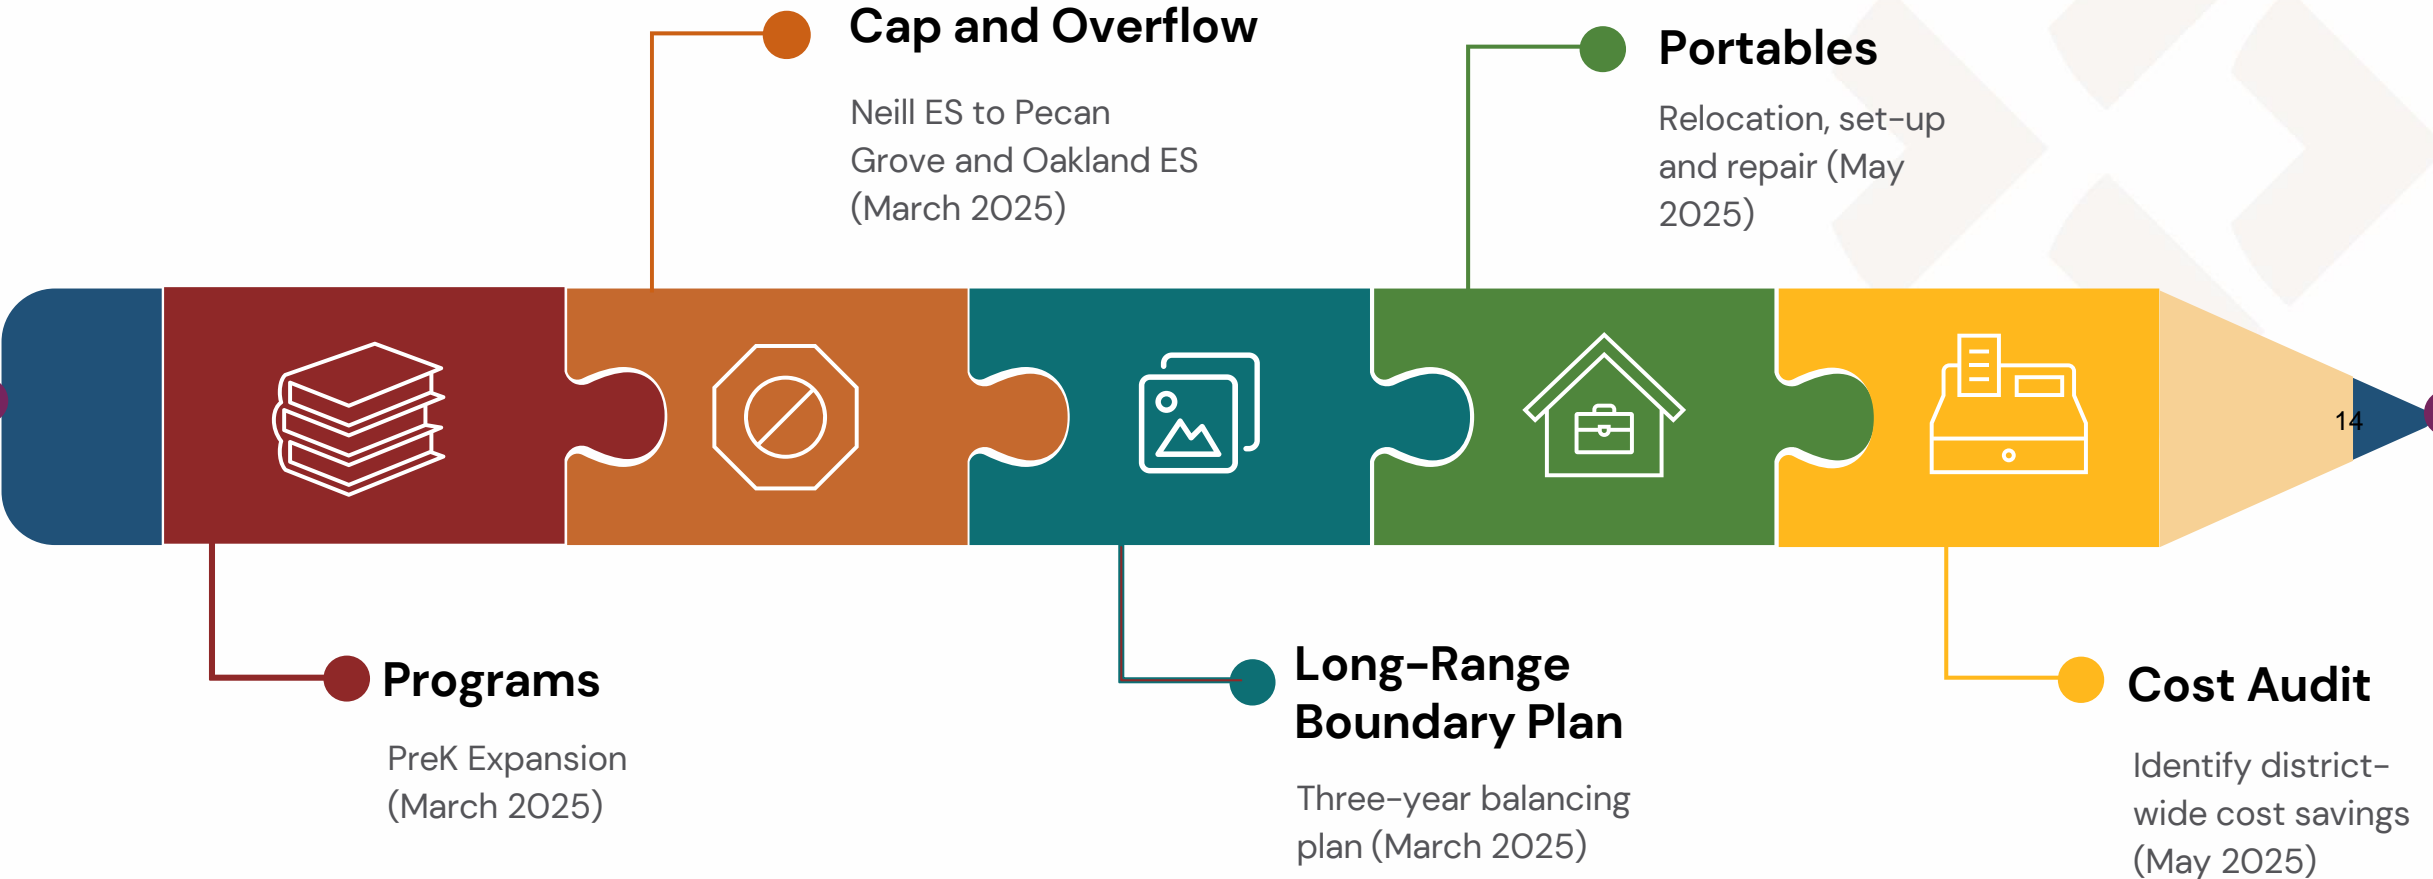 Cap and Overflow
Neill ES to Pecan
Grove and Oakland ES
(March 2025)
Portables
Relocation, set-up
and repair (May
2025)
14
Programs
PreK Expansion
(March 2025)
Long-Range
Boundary Plan
Three-year balancing
plan (March 2025)
Cost Audit
Identify district-
wide cost savings
(May 2025)